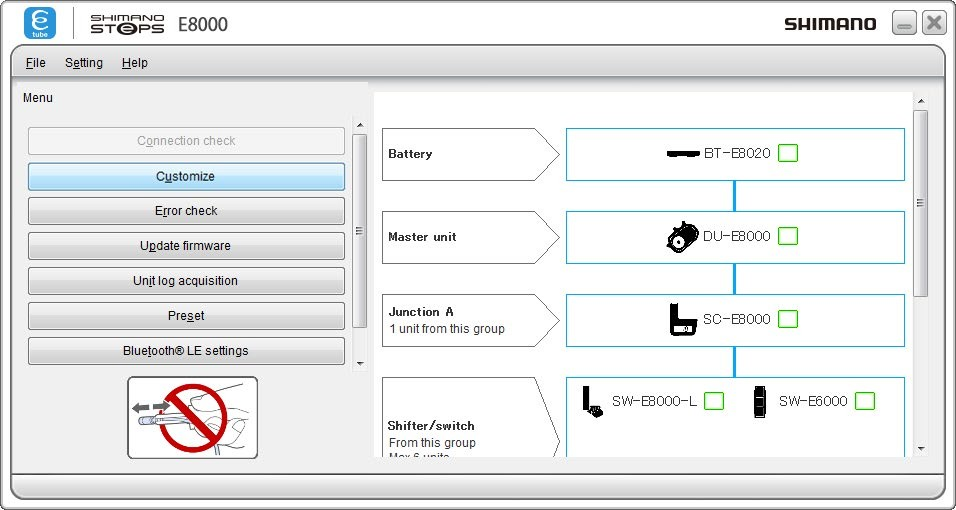 E
tube
SHIMANO
STEPS
E8000
SHIMANO
File Setting Help
Menu
Connection check
Customize
Error check
Update firmware
Unit log acquisition
Preset
Bluetooth® LE settings
Battery
BT-E8020
Master unit
DU-E8000
Junction A
1 unit from this group
SC-E8000
Shifter/switch
From this group
Max 6 units
SW-E8000-L
SW-E6000